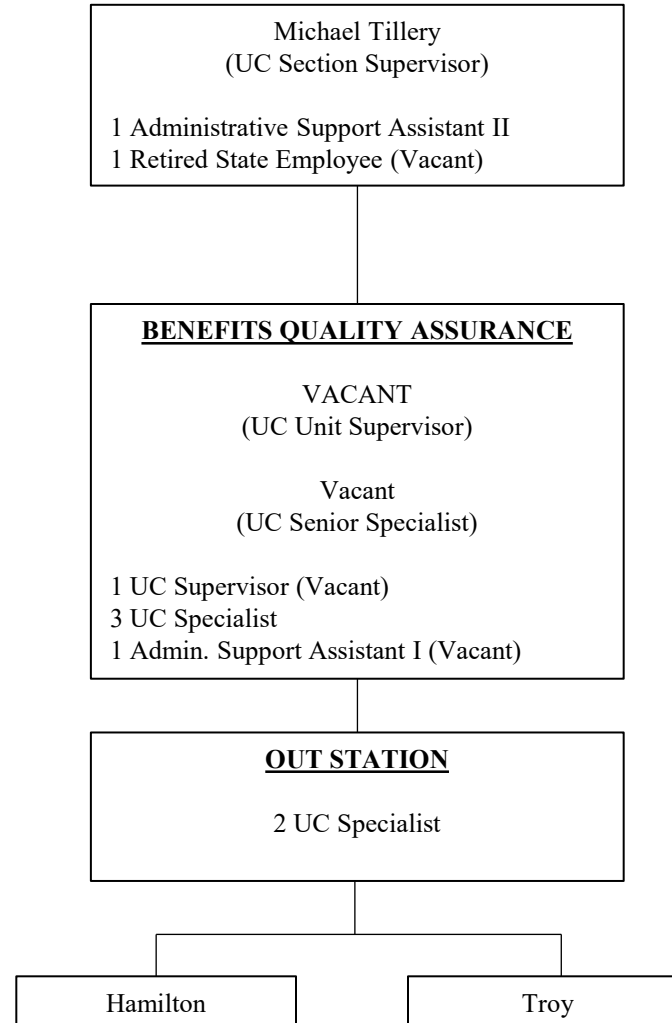 Michael Tillery
(UC Section Supervisor)
1 Administrative Support Assistant II
1 Retired State Employee (Vacant)
BENEFITS QUALITY ASSURANCE
VACANT
(UC Unit Supervisor)
Vacant
(UC Senior Specialist)
1 UC Supervisor (Vacant)
3 UC Specialist
1 Admin. Support Assistant I (Vacant)
OUT STATION
2 UC Specialist
Hamilton
Troy